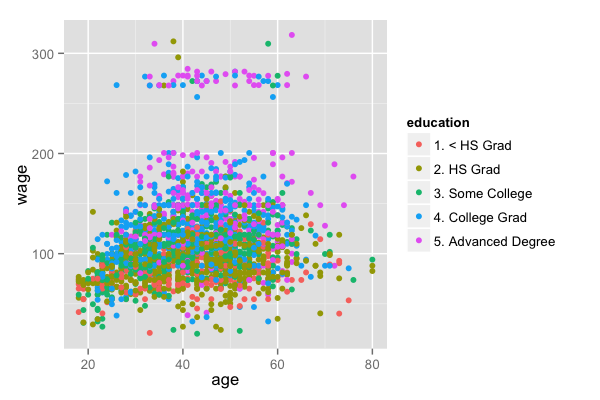 300
200
100
wage
20 40 60 80
age
education
1. < HS Grad
2. HS Grad
3. Some College
4. College Grad
5. Advanced Degree